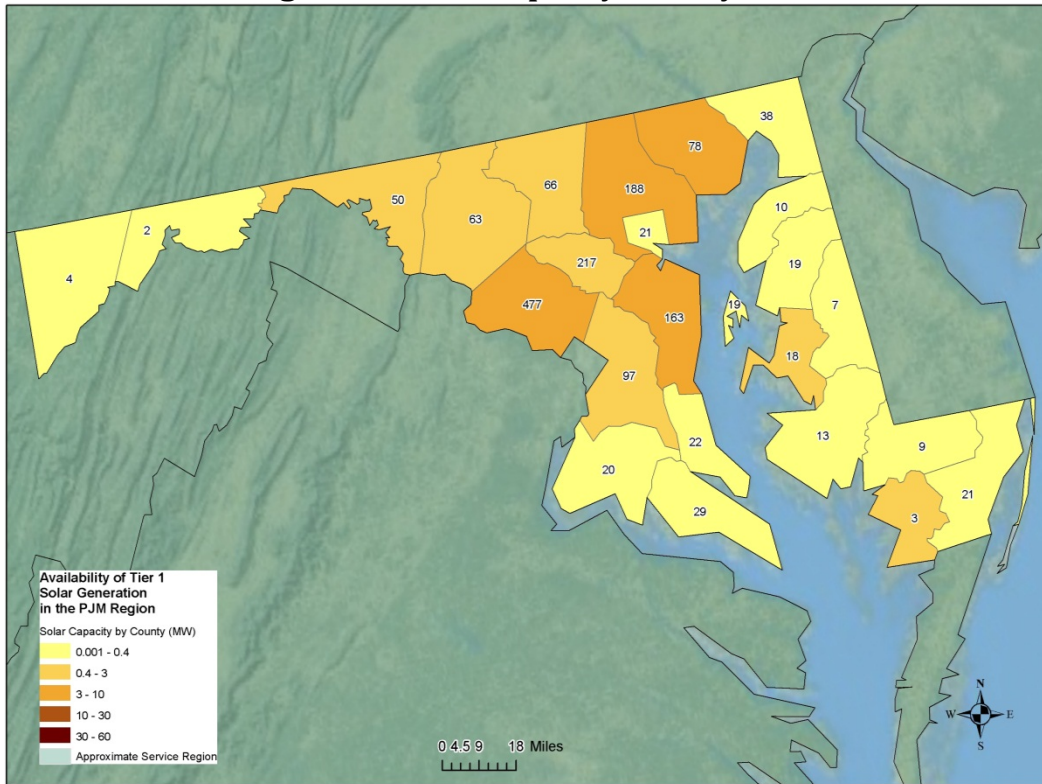 38
78
66
188
50
63
10
2
21
19
217
4
19
7
477
163
18
97
13
9
22
20
21
29
3
Availability of Tier 1
Solar Generation
in the PJM Region
Solar Capacity by County (MW)
0.001 - 0.4
0.4 - 3
3 - 10
10 - 30
30 - 60
Approximate Service Region
0 4.5 9 18 Miles
N
W E
S